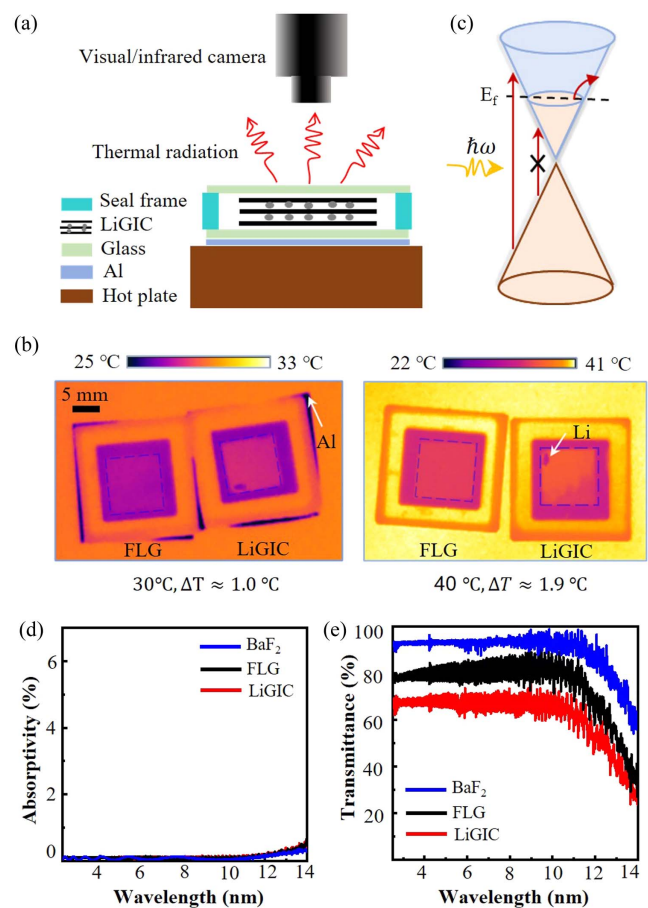 (a)
Visual/infrared camera
Thermal radiation
Seal frame
LiGIC
Glass
Al
Hot plate
(c)
E_f
ħω
(b)
25 ℃ 33 ℃
5 mm
Al
FLG LiGIC
30℃, ΔT ≈ 1.0 ℃
22 ℃ 41 ℃
Li
FLG LiGIC
40 ℃, ΔT ≈ 1.9 ℃
(d)
BaF₂
FLG
LiGIC
Absorptivity (%)
6
4
2
0
4 6 8 10 12 14
Wavelength (nm)
(e)
Transmittance (%)
100
80
60
40
20
BaF₂
FLG
LiGIC
4 6 8 10 12 14
Wavelength (nm)